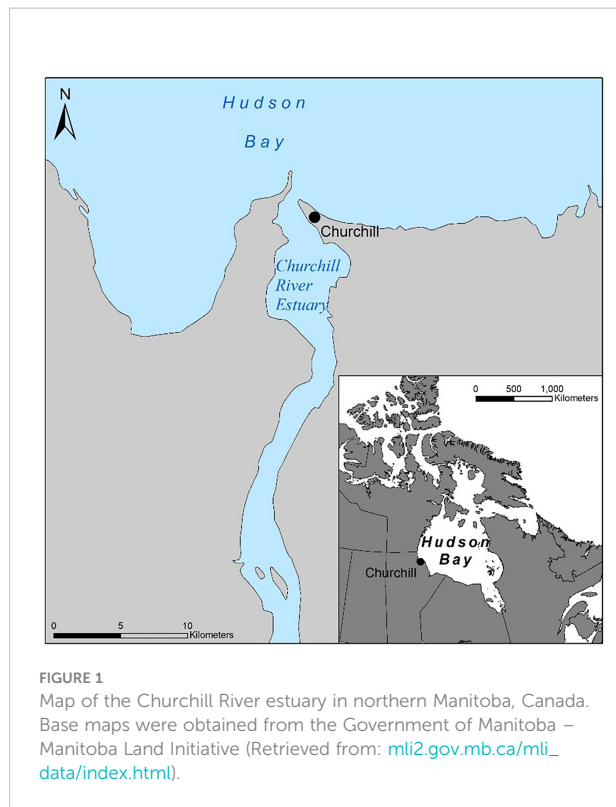 N
Hudson
Bay
Churchill
Churchill
River
Estuary
0 500 1,000
Kilometers
Hudson
Bay
Churchill
0 5 10
Kilometers
FIGURE 1
Map of the Churchill River estuary in northern Manitoba, Canada.
Base maps were obtained from the Government of Manitoba –
Manitoba Land Initiative (Retrieved from: mli2.gov.mb.ca/mli_
data/index.html).